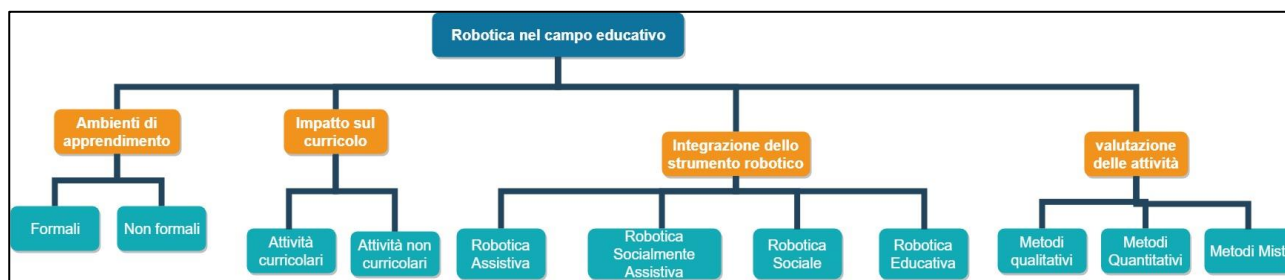 Robotica nel campo educativo
Ambienti di
apprendimento
Impatto sul
curricolo
Integrazione dello
strumento robotico
valutazione
delle attività
Formali
Non formali
Attività
curricolari
Attività non
curricolari
Robotica
Assistiva
Robotica
Socialmente
Assistiva
Robotica
Sociale
Robotica
Educativa
Metodi
qualitativi
Metodi
Quantitativi
Metodi Mist